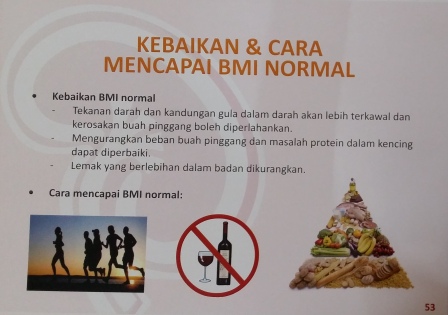 KEBAIKAN & CARA
MENCAPAI BMI NORMAL
• Kebaikan BMI normal
- Tekanan darah dan kandungan gula dalam darah akan lebih terkawal dan
kerosakan buah pinggang boleh diperlahankan.
- Mengurangkan beban buah pinggang dan masalah protein dalam kencing
dapat diperbaiki.
- Lemak yang berlebihan dalam badan dikurangkan.
• Cara mencapai BMI normal:
53